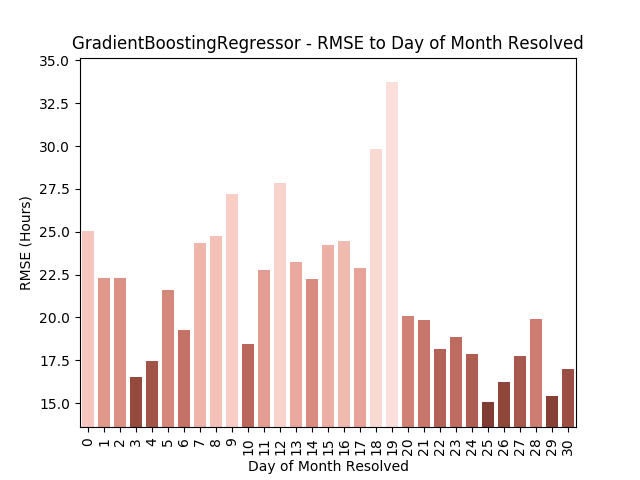 GradientBoostingRegressor - RMSE to Day of Month Resolved
35.0
32.5
30.0
27.5
25.0
22.5
20.0
17.5
15.0
RMSE (Hours)
0 1 2 3 4 5 6 7 8 9 10 11 12 13 14 15 16 17 18 19 20 21 22 23 24 25 26 27 28 29 30
Day of Month Resolved